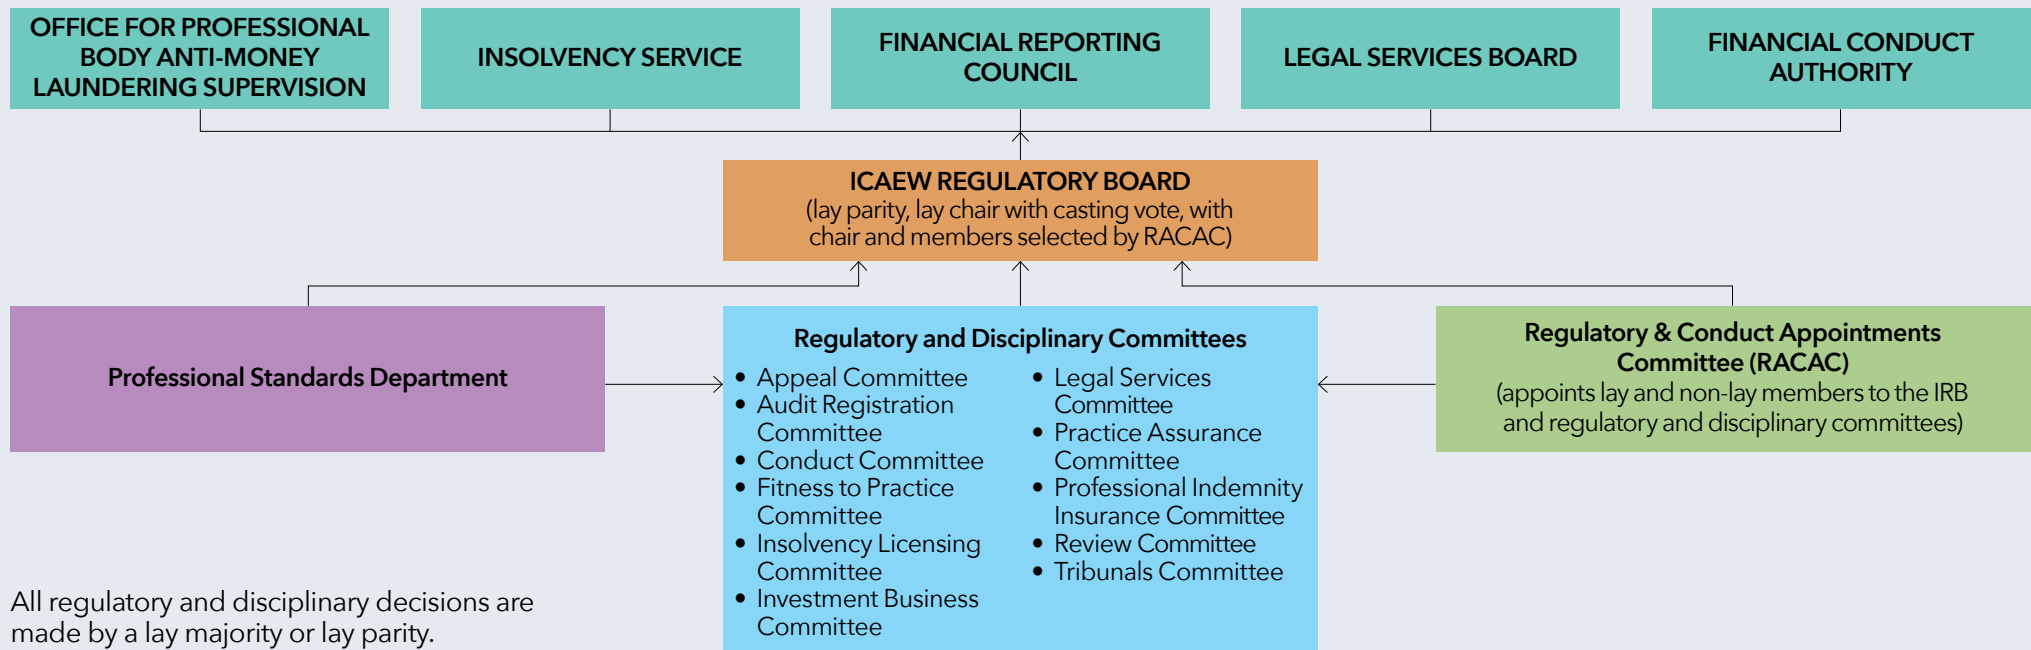 OFFICE FOR PROFESSIONAL
BODY ANTI-MONEY
LAUNDERING SUPERVISION
INSOLVENCY SERVICE
FINANCIAL REPORTING
COUNCIL
LEGAL SERVICES BOARD
FINANCIAL CONDUCT
AUTHORITY
ICAEW REGULATORY BOARD
(lay parity, lay chair with casting vote, with
chair and members selected by RACAC)
Professional Standards Department
Regulatory and Disciplinary Committees
• Appeal Committee
• Audit Registration
Committee
• Conduct Committee
• Fitness to Practice
Committee
• Insolvency Licensing
Committee
• Investment Business
Committee
• Legal Services
Committee
• Practice Assurance
Committee
• Professional Indemnity
Insurance Committee
• Review Committee
• Tribunals Committee
Regulatory & Conduct Appointments
Committee (RACAC)
(appoints lay and non-lay members to the IRB
and regulatory and disciplinary committees)
All regulatory and disciplinary decisions are
made by a lay majority or lay parity.